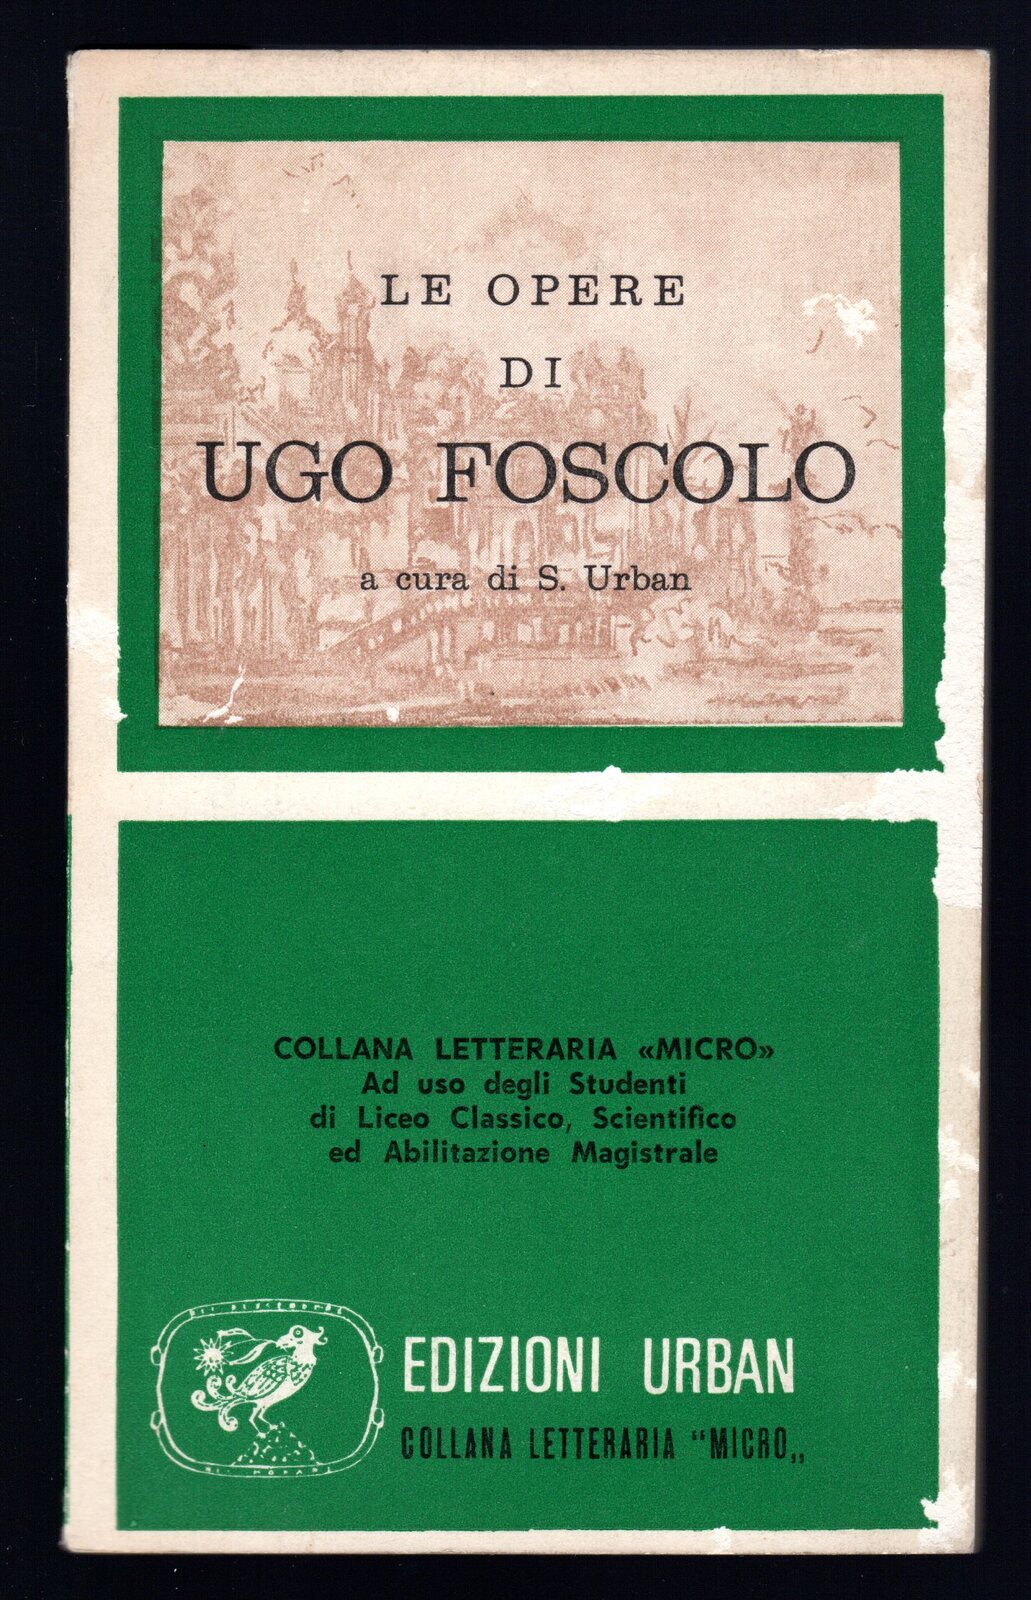 LE OPERE
DI
UGO FOSCOLO
a cura di S. Urban
COLLANA LETTERARIA «MICRO»
Ad uso degli Studenti
di Liceo Classico, Scientifico
ed Abilitazione Magistrale
EDIZIONI URBAN
COLLANA LETTERARIA “MICRO„